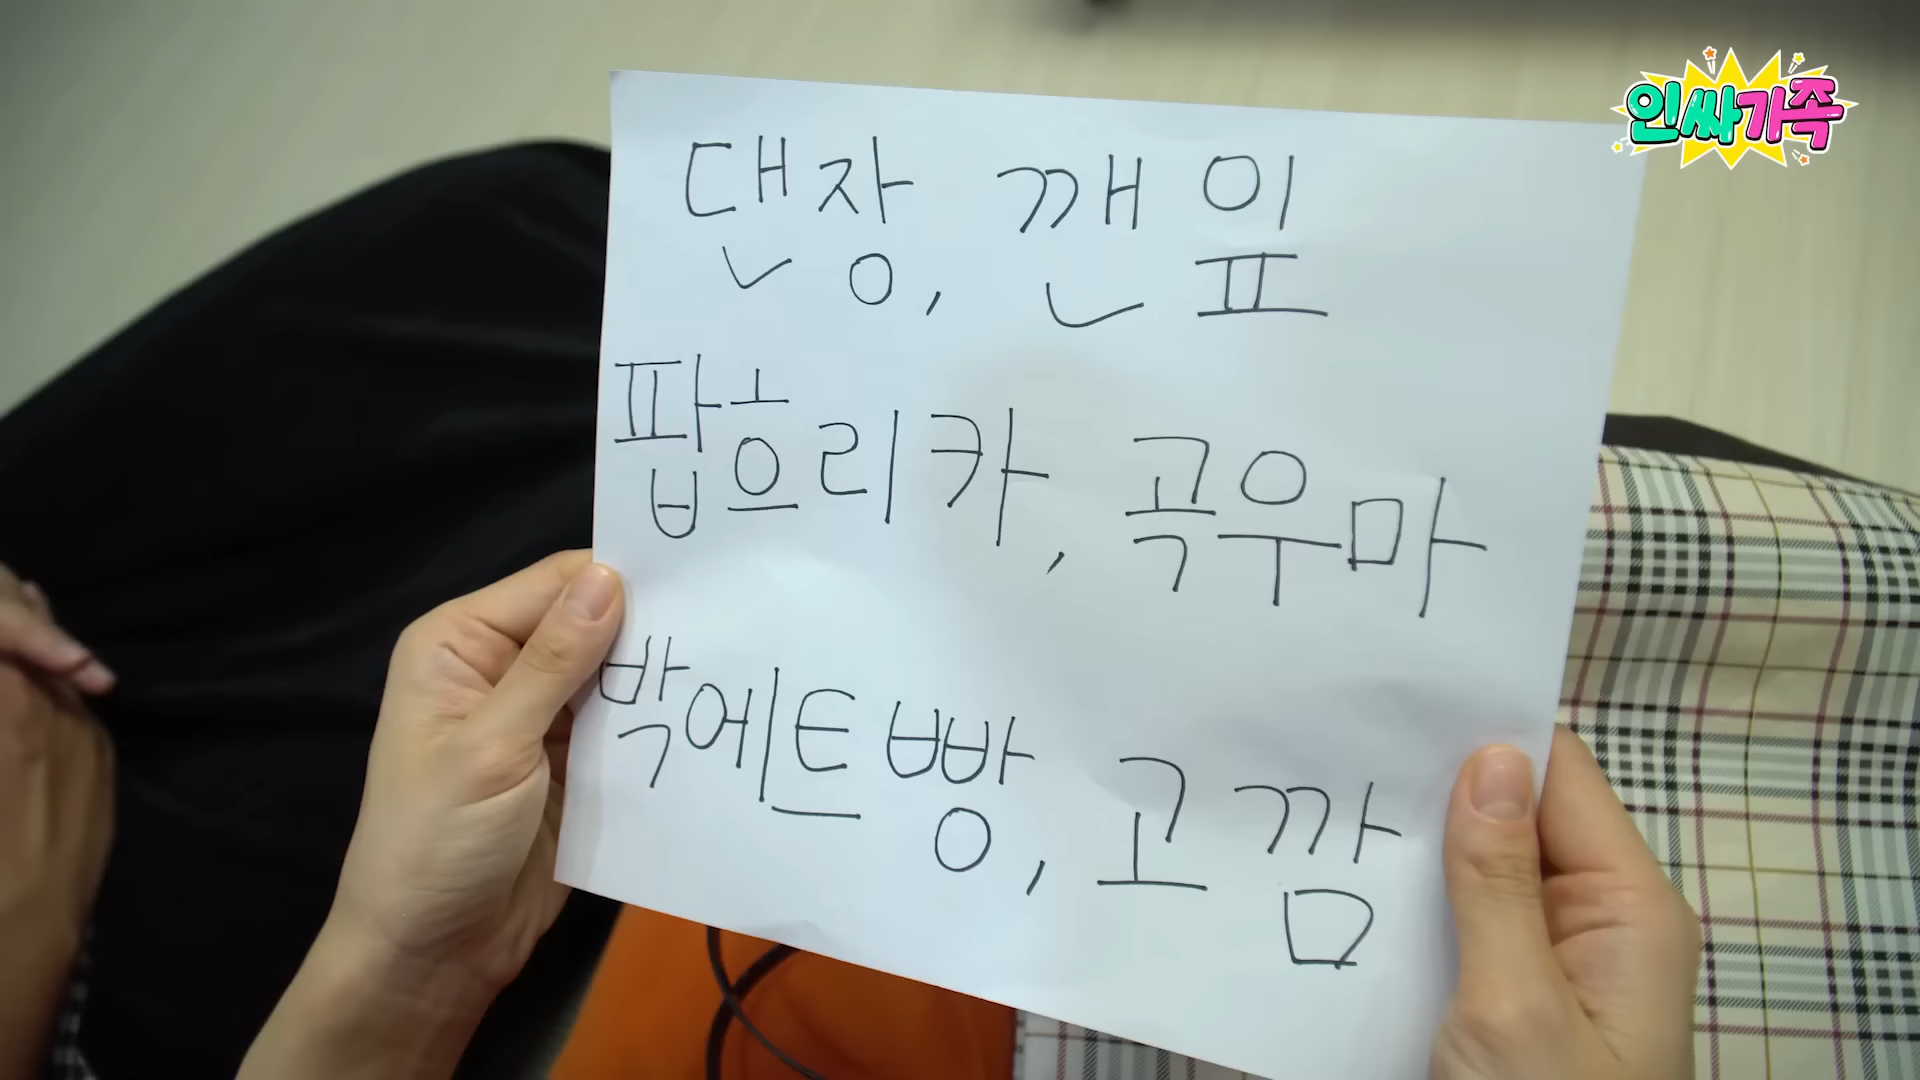 인싸가족
댄장, 깬잎
팝흐리카, 곡우마
박에트빵, 고깜